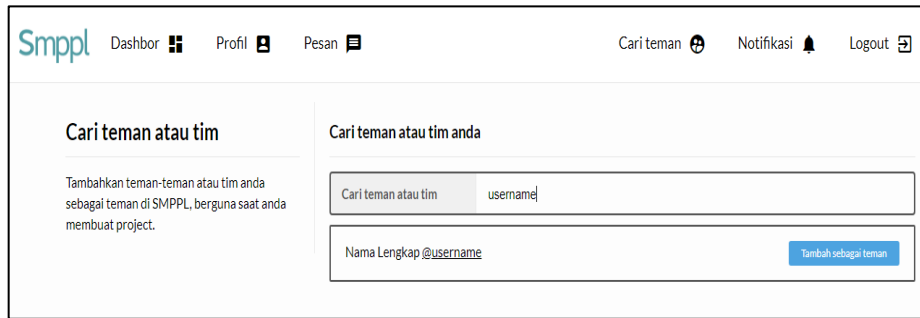 Smppl Dashbor Profil Pesan Cari teman Notifikasi Logout
Cari teman atau tim
Tambahkan teman-teman atau tim anda
sebagai teman di SMPPL, berguna saat anda
membuat project.
Cari teman atau tim anda
Cari teman atau tim username
Nama Lengkap @username Tambah sebagai teman